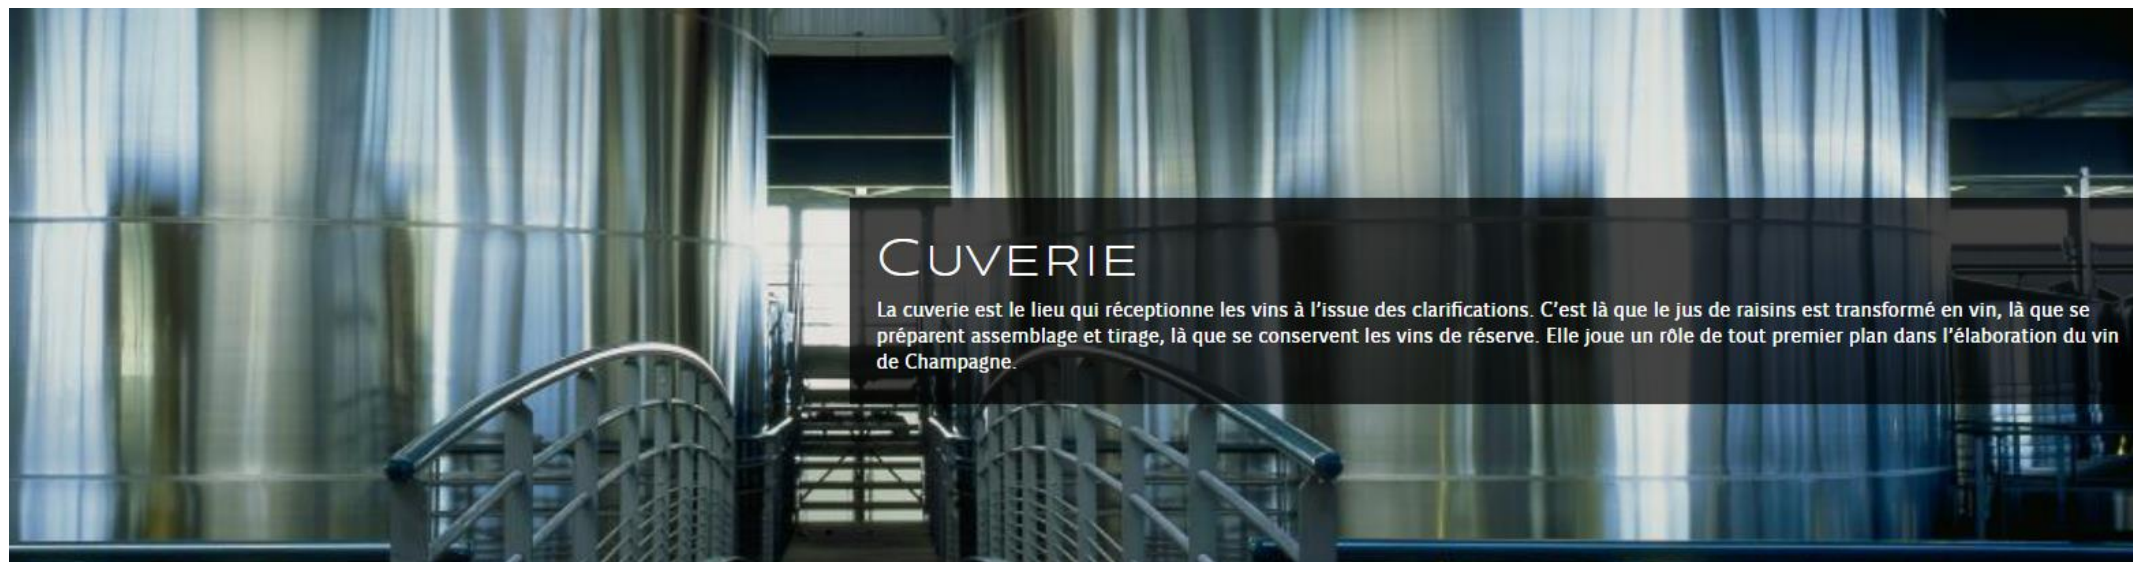 CUVERIE
La cuverie est le lieu qui réceptionne les vins à l’issue des clarifications. C’est là que le jus de raisins est transformé en vin, là que se
préparent assemblage et tirage, là que se conservent les vins de réserve. Elle joue un rôle de tout premier plan dans l’élaboration du vin
de Champagne.